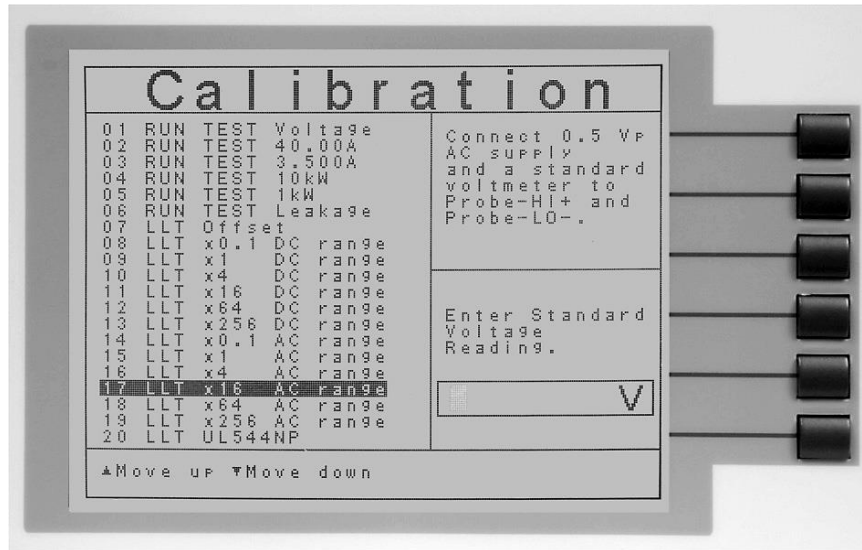 Calibration
01 RUN TEST Voltage
02 RUN TEST 40.00A
03 RUN TEST 3.500A
04 RUN TEST 10kW
05 RUN TEST 1kW
06 RUN TEST Leakage
07 LLT Offset
08 LLT x0.1 DC range
09 LLT x1 DC range
10 LLT x4 DC range
11 LLT x16 DC range
12 LLT x64 DC range
13 LLT x256 DC range
14 LLT x0.1 AC range
15 LLT x1 AC range
16 LLT x4 AC range
17 LLT x16 AC range
18 LLT x64 AC range
19 LLT x256 AC range
20 LLT UL544NP
Connect 0.5 Vp
AC supply
and a standard
voltmeter to
Probe-HI+ and
Probe-LO-.
Enter Standard
Voltage
Reading.
V
▲Move up ▼Move down